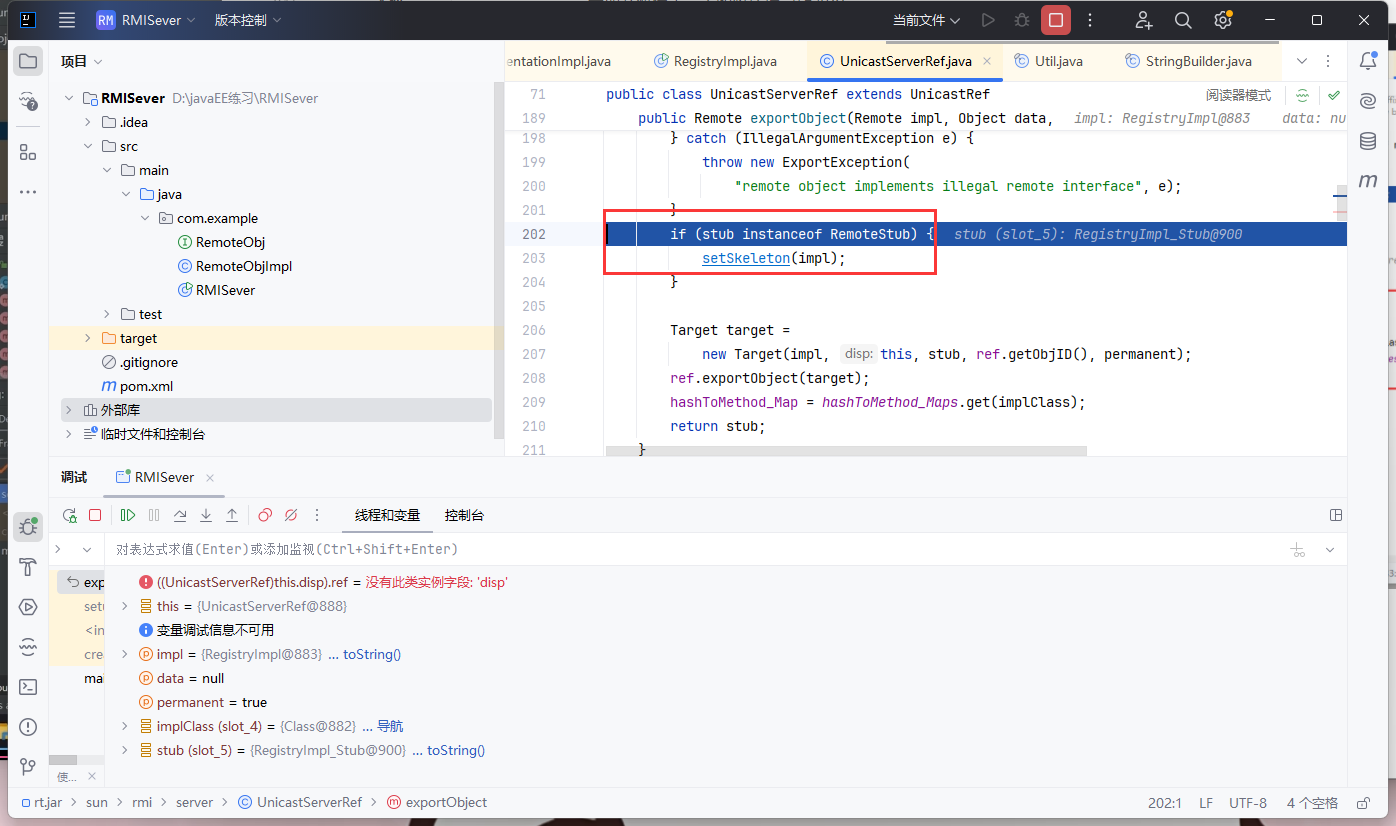 RM RMISever 版本控制 当前文件
项目
entationImpl.java RegistryImpl.java UnicastServerRef.java Util.java StringBuilder.java
RMISever D:\javaEE练习\RMISever
.idea
src
main
java
com.example
RemoteObj
RemoteObjImpl
RMISever
test
target
.gitignore
pom.xml
外部库
临时文件和控制台
71 public class UnicastServerRef extends UnicastRef 阅读器模式
189 public Remote exportObject(Remote impl, Object data, impl: RegistryImpl@883 data: nu
198 } catch (IllegalArgumentException e) {
199 throw new ExportException(
200 "remote object implements illegal remote interface", e);
201 }
202 if (stub instanceof RemoteStub) { stub (slot_5): RegistryImpl_Stub@900
203 setSkeleton(impl);
204 }
205
206 Target target =
207 new Target(impl, disp: this, stub, ref.getObjID(), permanent);
208 ref.exportObject(target);
209 hashToMethod_Map = hashToMethod_Maps.get(implClass);
210 return stub;
211 }
调试 RMISever
线程和变量 控制台
对表达式求值(Enter)或添加监视(Ctrl+Shift+Enter)
exp
setu
<in
crea
ma
使...
((UnicastServerRef)this.disp).ref = 没有此类实例字段: 'disp'
this = {UnicastServerRef@888}
变量调试信息不可用
impl = {RegistryImpl@883} ... toString()
data = null
permanent = true
implClass (slot_4) = {Class@882} ... 导航
stub (slot_5) = {RegistryImpl_Stub@900} ... toString()
rt.jar > sun > rmi > server > UnicastServerRef > exportObject 202:1 LF UTF-8 4 个空格